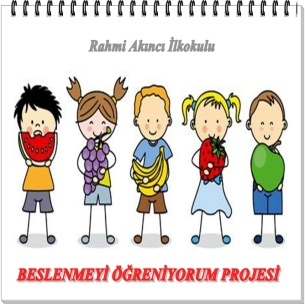 Rahmi Akıncı İlkokulu
BESLENMEYİ ÖĞRENİYORUM PROJESİ